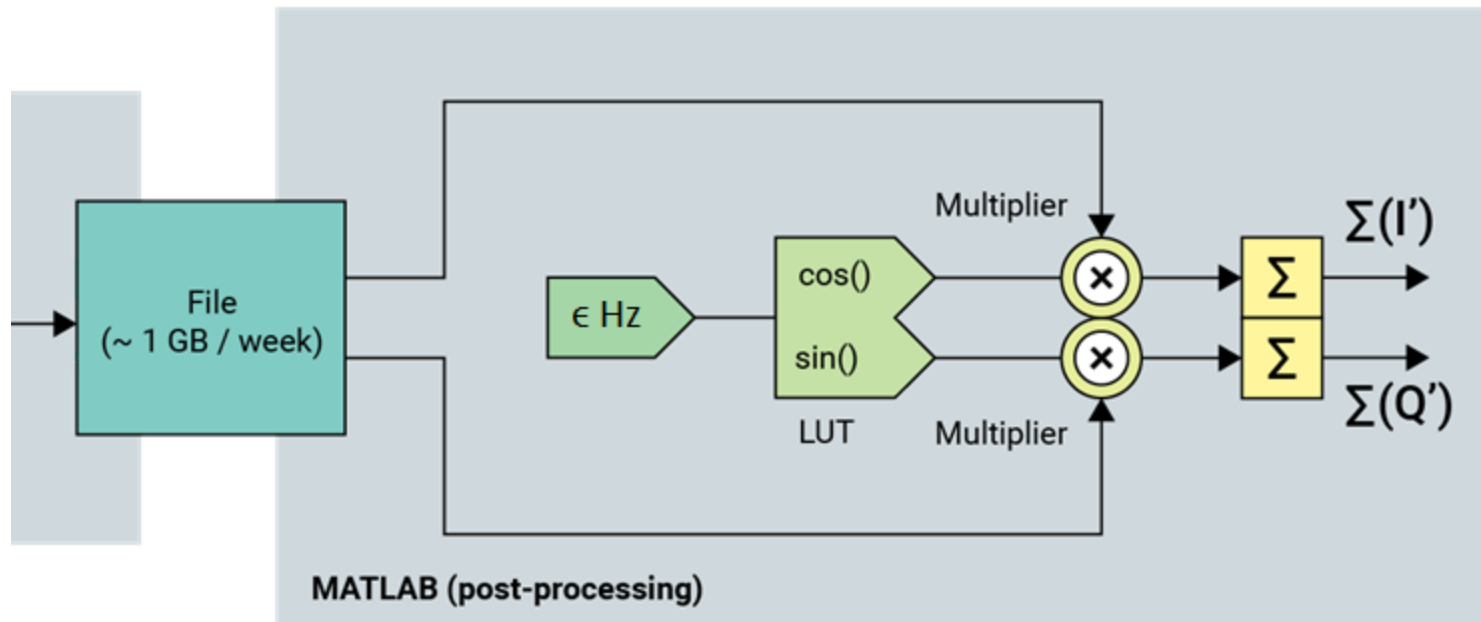 Multiplier
Σ(I’)
cos()
Σ
File
(~ 1 GB / week)
ϵ Hz
sin()
Σ
Σ(Q’)
LUT
Multiplier
MATLAB (post-processing)